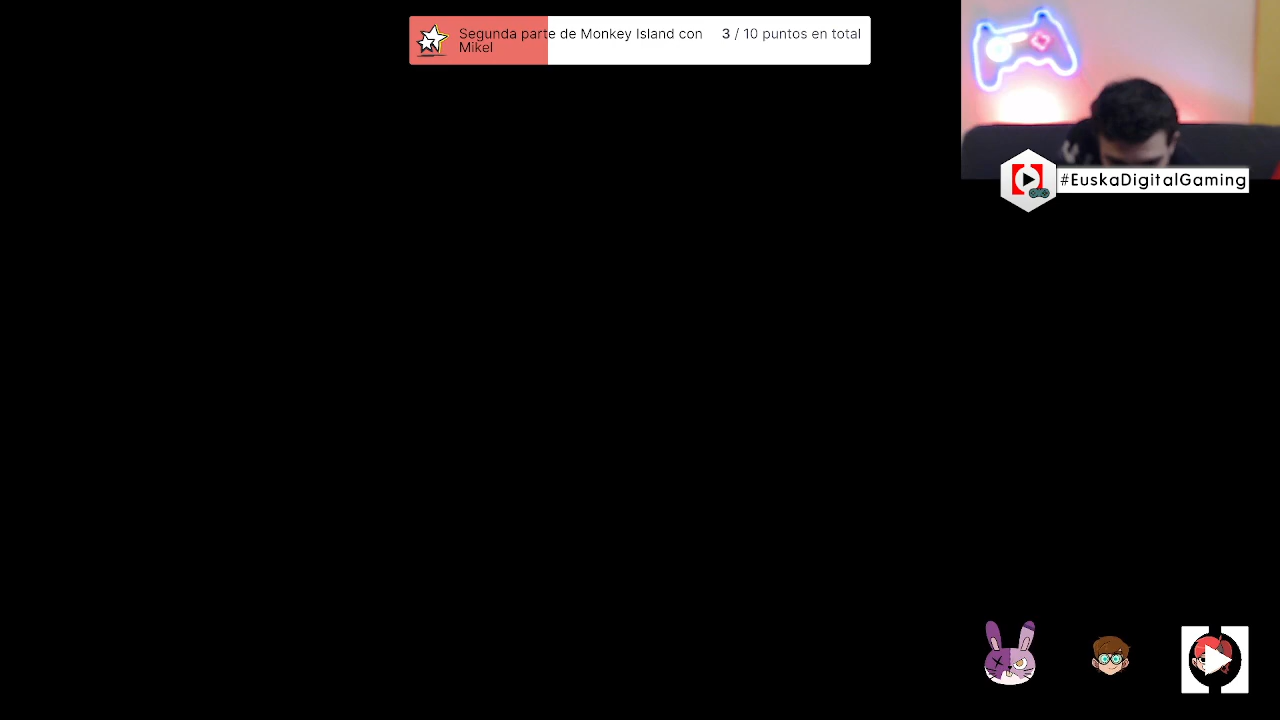 Segunda parte de Monkey Island con
Mikel
3 / 10 puntos en total
#EuskaDigitalGaming